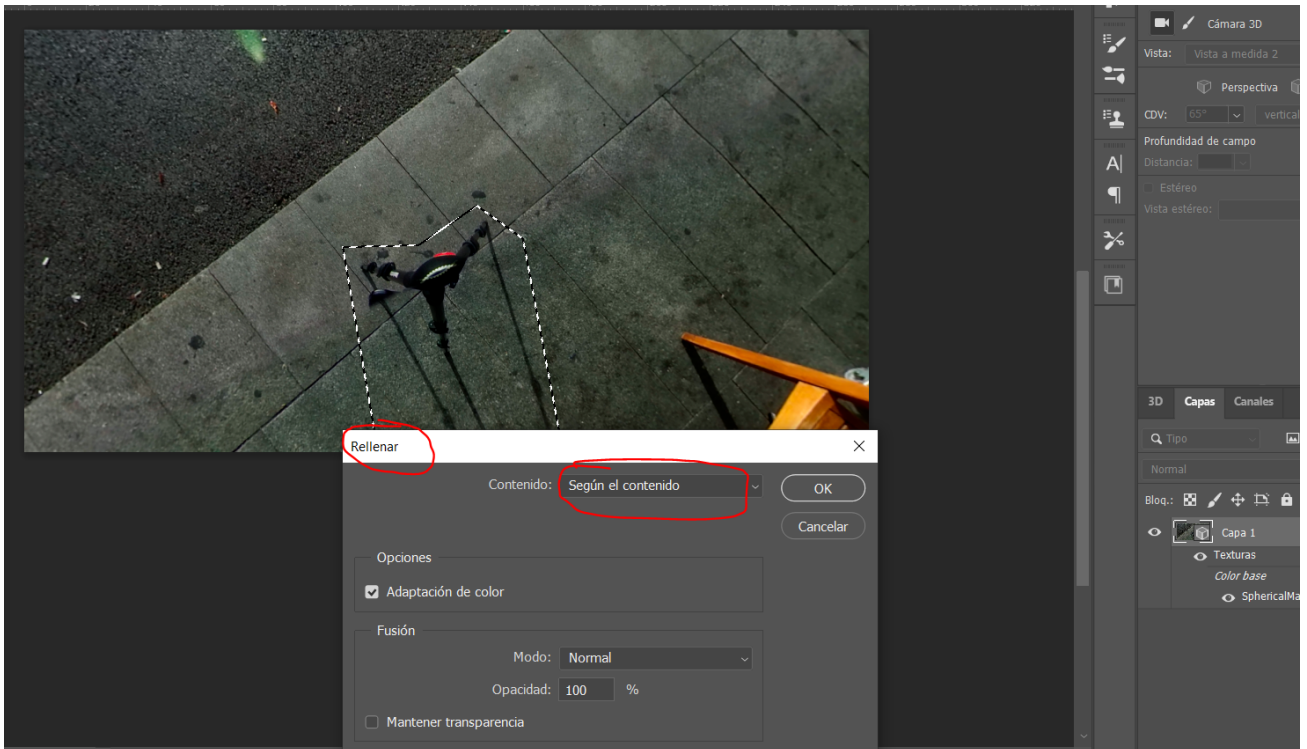 Cámara 3D
Vista: Vista a medida 2
Perspectiva
CDV: 65° vertical
Profundidad de campo
Distancia:
Estéreo
Vista estéreo:
3D Capas Canales
Tipo
Normal
Bloq.:
Capa 1
Texturas
Color base
SphericalMa
Rellenar
Contenido: Según el contenido
OK
Cancelar
Opciones
Adaptación de color
Fusión
Modo: Normal
Opacidad: 100 %
Mantener transparencia